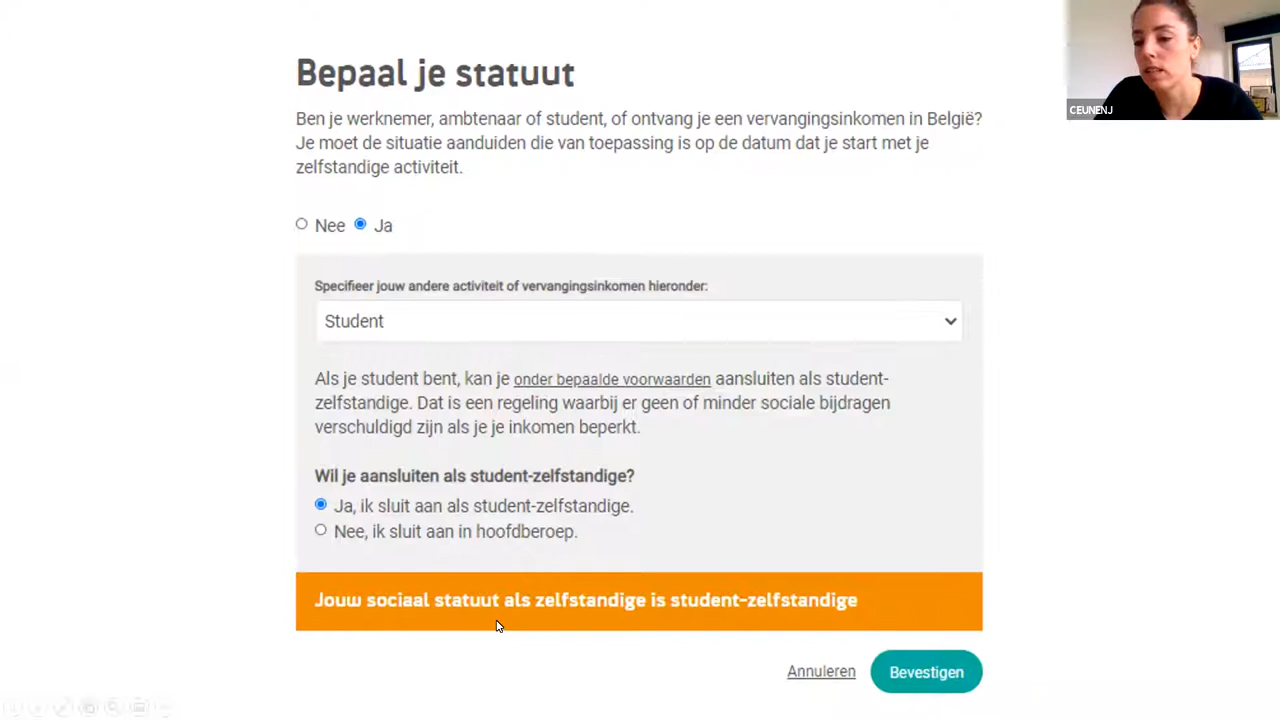 Bepaal je statuut
Ben je werknemer, ambtenaar of student, of ontvang je een vervangingsinkomen in België?
Je moet de situatie aanduiden die van toepassing is op de datum dat je start met je
zelfstandige activiteit.
Nee Ja
Specifieer jouw andere activiteit of vervangingsinkomen hieronder:
Student
Als je student bent, kan je onder bepaalde voorwaarden aansluiten als student-
zelfstandige. Dat is een regeling waarbij er geen of minder sociale bijdragen
verschuldigd zijn als je je inkomen beperkt.
Wil je aansluiten als student-zelfstandige?
Ja, ik sluit aan als student-zelfstandige.
Nee, ik sluit aan in hoofdberoep.
Jouw sociaal statuut als zelfstandige is student-zelfstandige
Annuleren Bevestigen
CEUNENJ